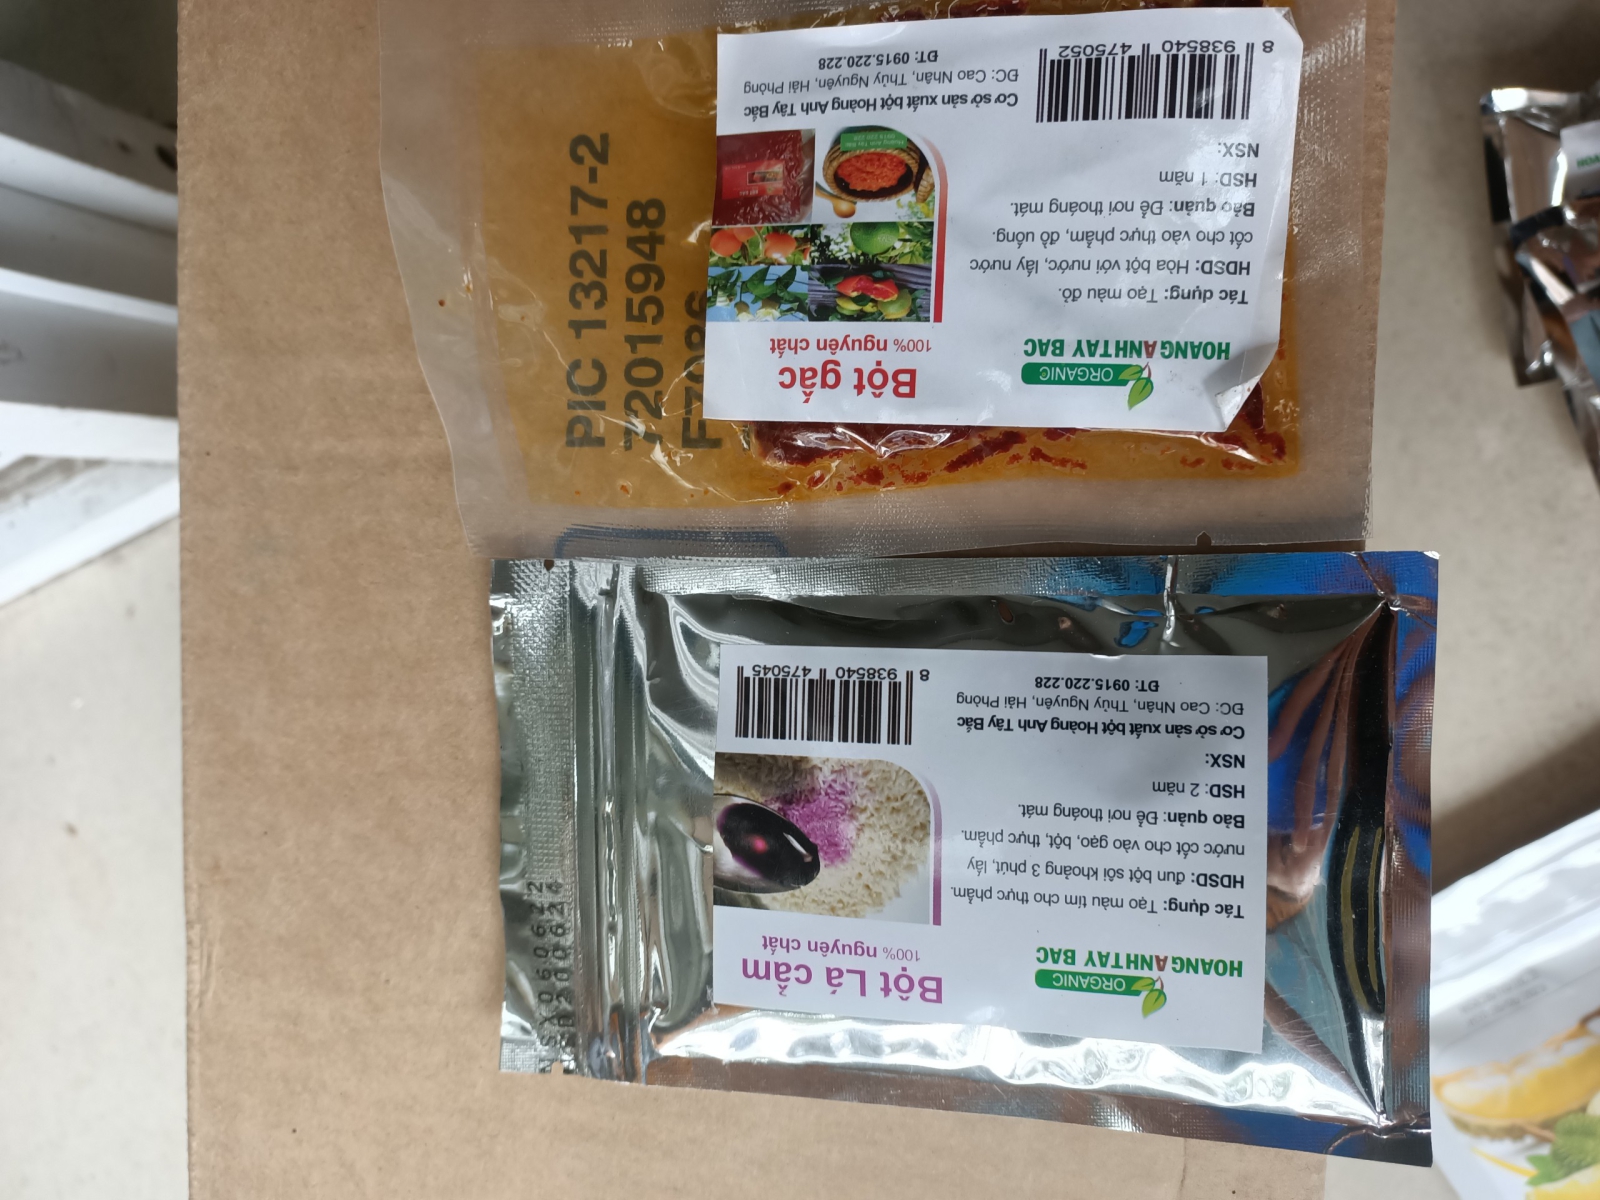 Bột gấc
100% nguyên chất
ORGANIC
HOANG ANH TAY BAC
Tác dụng: Tạo màu đỏ.
HDSD: Hòa bột với nước, lấy nước
cốt cho vào thực phẩm, đồ uống.
Bảo quản: Để nơi thoáng mát.
HSD: 1 năm
NSX:
Cơ sở sản xuất bột Hoàng Anh Tây Bắc
ĐC: Cao Nhân, Thủy Nguyên, Hải Phòng
ĐT: 0915.220.228
8 938540 475052
PIC 13217-2
72015948
F7086
Bột Lá cẩm
100% nguyên chất
ORGANIC
HOANG ANH TAY BAC
Tác dụng: Tạo màu tím cho thực phẩm.
HDSD: đun bột sôi khoảng 3 phút, lấy
nước cốt cho vào gạo, bột, thực phẩm.
Bảo quản: Để nơi thoáng mát.
HSD: 2 năm
NSX:
Cơ sở sản xuất bột Hoàng Anh Tây Bắc
ĐC: Cao Nhân, Thủy Nguyên, Hải Phòng
ĐT: 0915.220.228
8 938540 475045